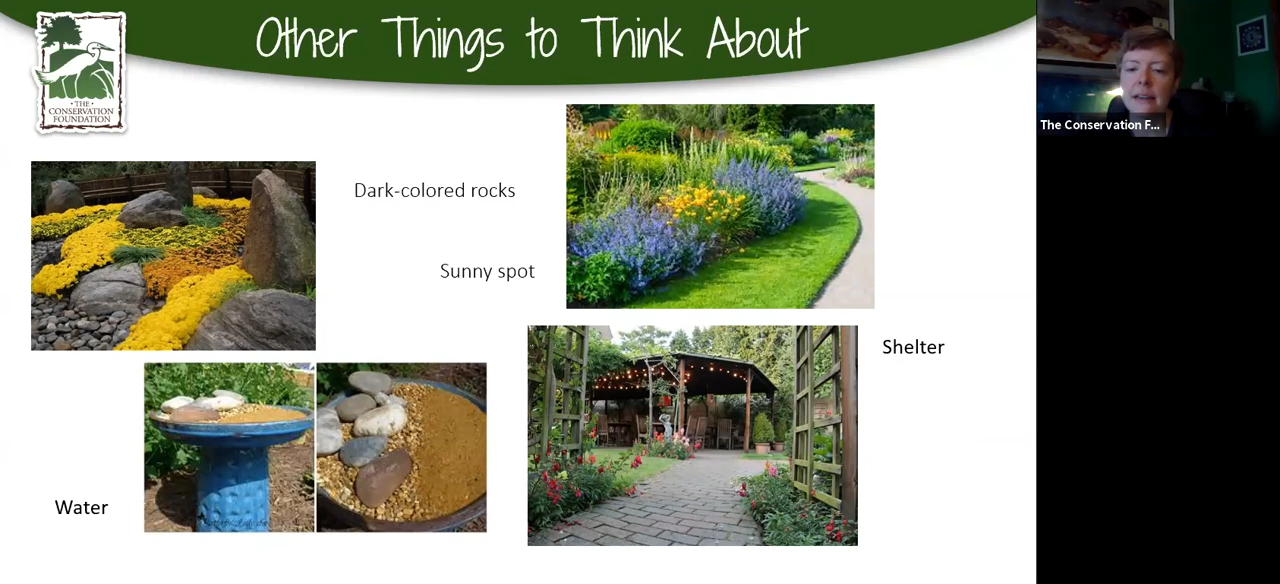 Other Things to Think About
THE
CONSERVATION
FOUNDATION
The Conservation F...
Dark-colored rocks
Sunny spot
Shelter
Water